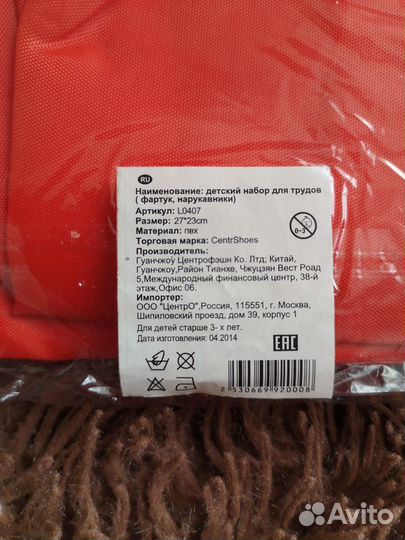 RU
Наименование: детский набор для трудов
( фартук, нарукавники)
Артикул: L0407
Размер: 27*23cm
Материал: пвх
Торговая марка: CentrShoes
Производитель:
Гуанчжоу Центрофэшн Ко. Лтд; Китай,
Гуанчжоу,Район Тианхе, Чжуцзян Вест Роад
5,Международный финансовый центр, 38-й
этаж,Офис 06.
Импортер:
ООО "ЦентрО",Россия, 115551, г. Москва,
Шипиловский проезд, дом 39, корпус 1
Для детей старше 3- х лет.
Дата изготовления: 04.2014
0-3
EAC
2 530669 920008
Avito